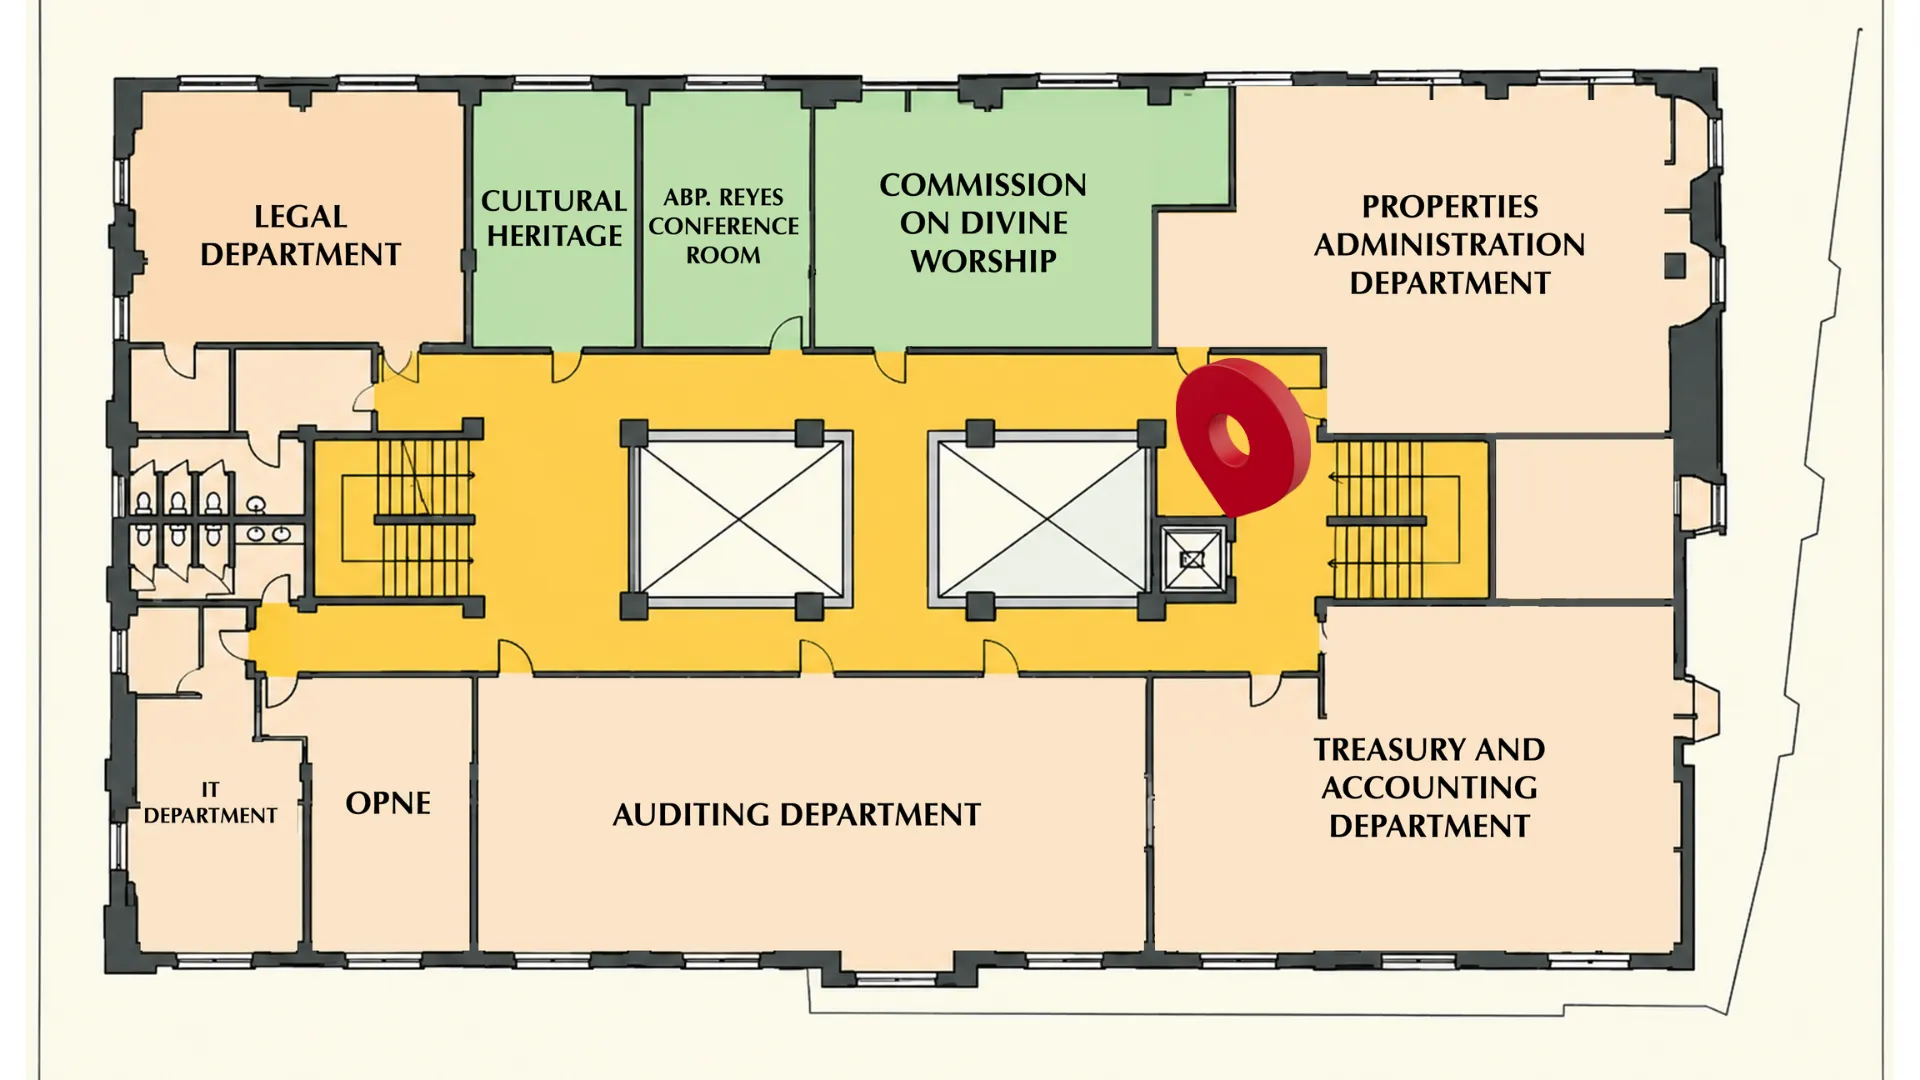 LEGAL
DEPARTMENT
CULTURAL
HERITAGE
ABP. REYES
CONFERENCE
ROOM
COMMISSION
ON DIVINE
WORSHIP
PROPERTIES
ADMINISTRATION
DEPARTMENT
IT
DEPARTMENT
OPNE
AUDITING DEPARTMENT
TREASURY AND
ACCOUNTING
DEPARTMENT